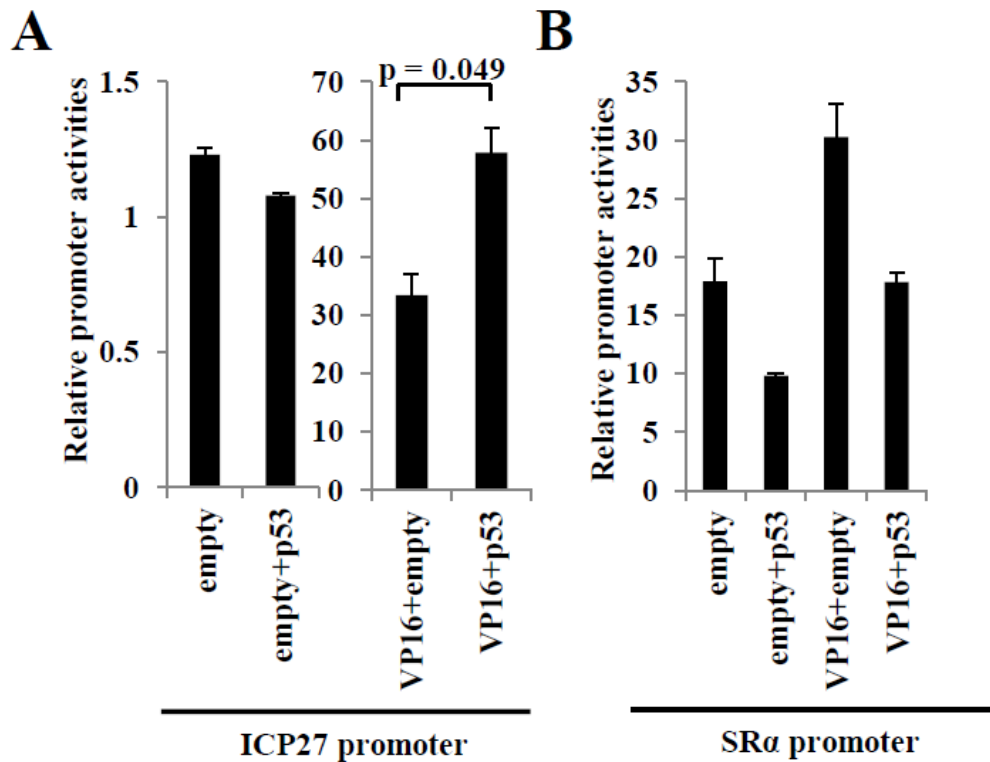 A
B
Relative promoter activities
1.5
1
0.5
0
empty
empty+p53
p = 0.049
70
60
50
40
30
20
10
0
VP16+empty
VP16+p53
ICP27 promoter
Relative promoter activities
35
30
25
20
15
10
5
0
empty
empty+p53
VP16+empty
VP16+p53
SRα promoter